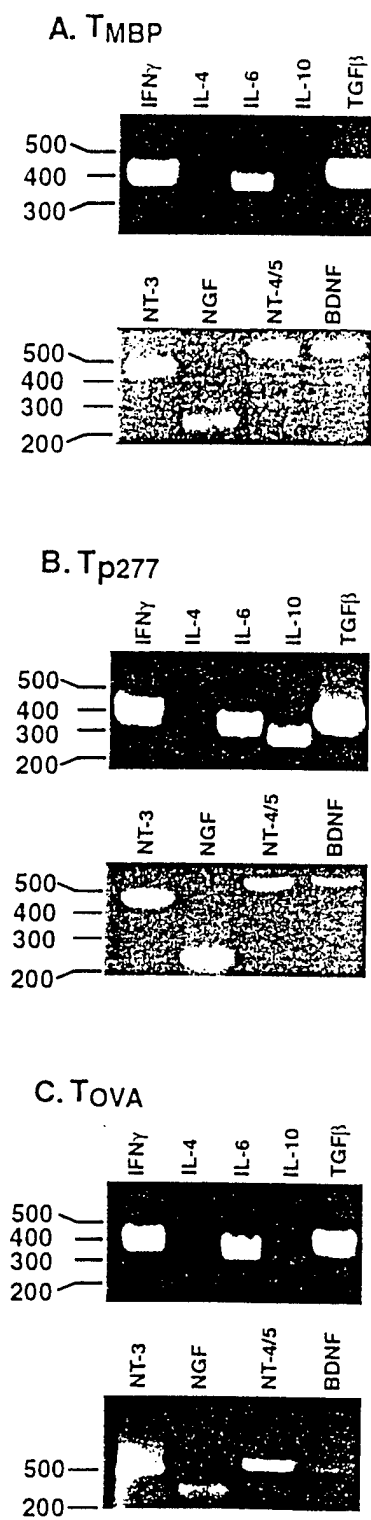 A. TMBP
IFNγ IL-4 IL-6 IL-10 TGFβ
500
400
300
NT-3 NGF NT-4/5 BDNF
500
400
300
200
B. Tp277
IFNγ IL-4 IL-6 IL-10 TGFβ
500
400
300
200
NT-3 NGF NT-4/5 BDNF
500
400
300
200
C. TOVA
IFNγ IL-4 IL-6 IL-10 TGFβ
500
400
300
200
NT-3 NGF NT-4/5 BDNF
500
200